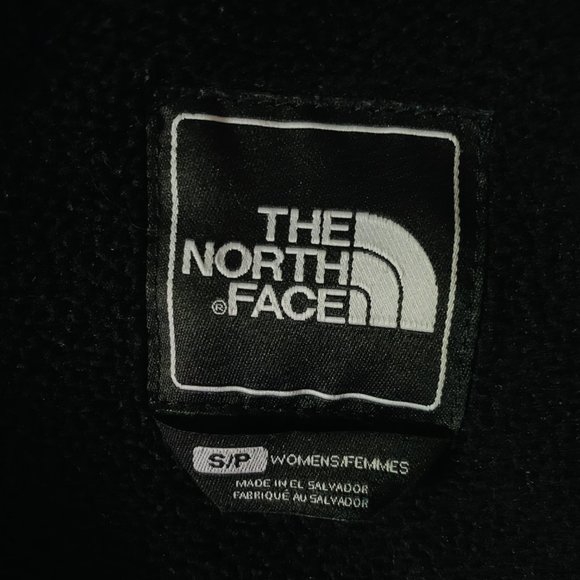 THE
NORTH
® FACE
S/P WOMENS/FEMMES
MADE IN EL SALVADOR
FABRIQUÉ AU SALVADOR